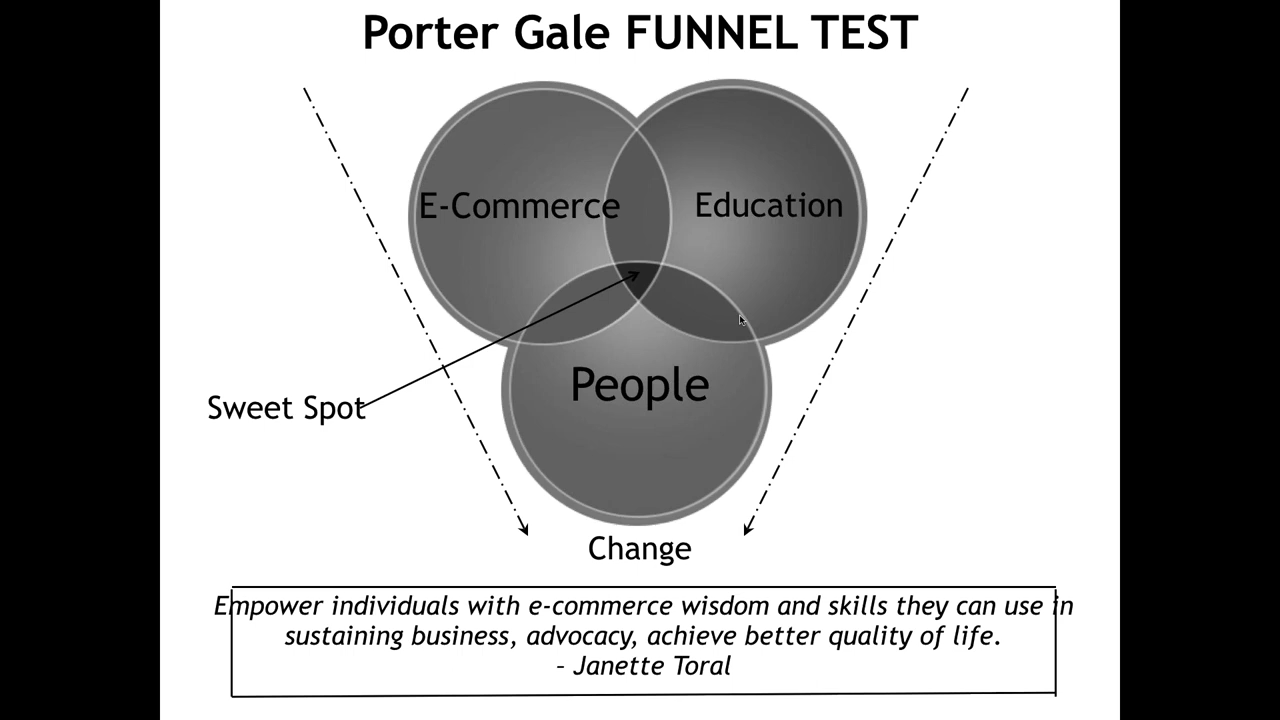 Porter Gale FUNNEL TEST
E-Commerce
Education
People
Sweet Spot
Change
Empower individuals with e-commerce wisdom and skills they can use in
sustaining business, advocacy, achieve better quality of life.
– Janette Toral